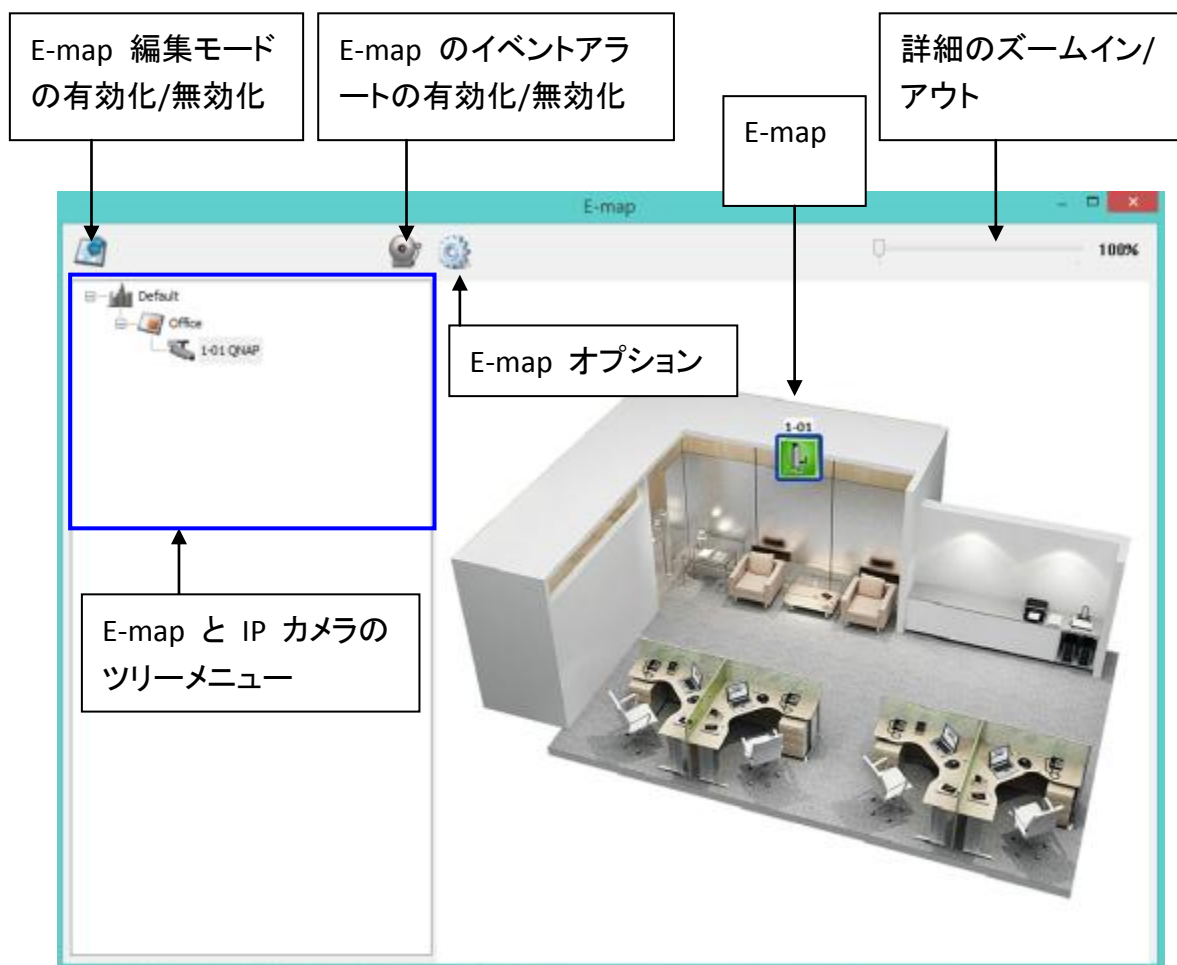 E-map 編集モード
の有効化/無効化
E-map のイベントアラ
ートの有効化/無効化
詳細のズームイン/
アウト
E-map
E-map
100%
Default
Office
1-01 QNAP
E-map オプション
1-01
E-map と IP カメラの
ツリーメニュー